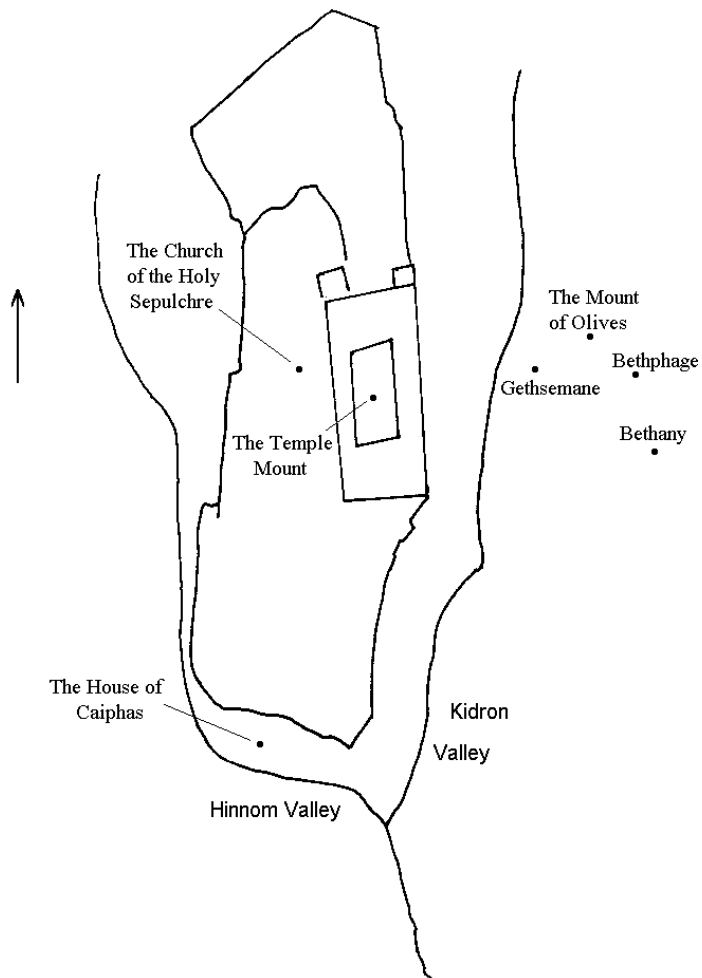 The Church
of the Holy
Sepulchre
The Mount
of Olives
Bethphage
Gethsemane
Bethany
The Temple
Mount
The House of
Caiphas
Kidron
Valley
Hinnom Valley